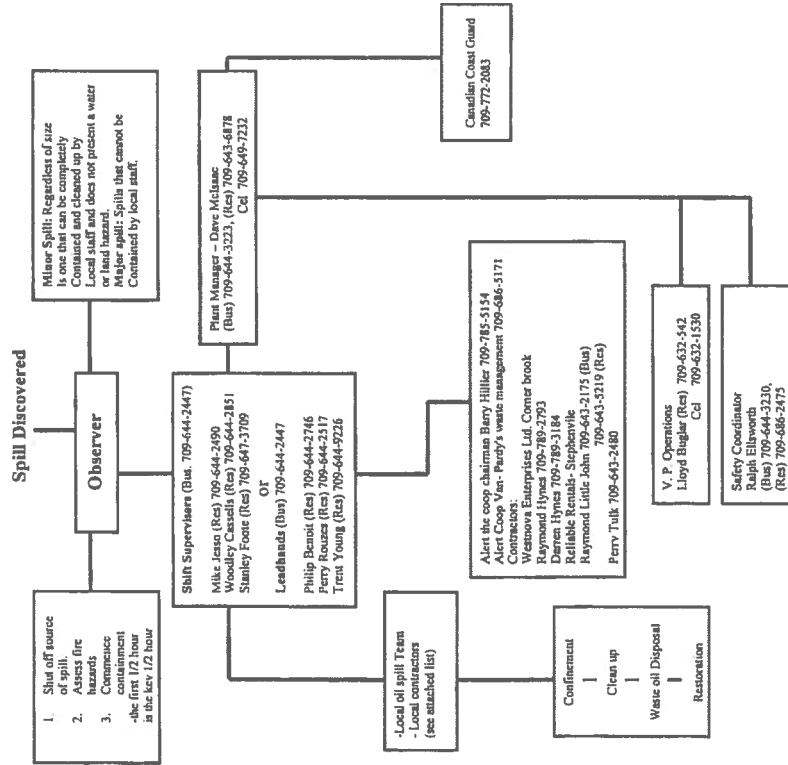 Spill Discovered
Observer
1. Shut off source
of spill.
2. Assess fire
hazards
3. Commence
containment
-the first 1/2 hour
is the key 1/2 hour
Minor Spill: Regardless of size
Is one that can be completely
Contained and cleaned up by
Local staff and does not present a water
or land hazard.
Major spill: Spills that cannot be
Contained by local staff.
Shift Supervisors (Bus. 709-644-2447)
Mike Jesso (Res) 709-644-2490
Woodley Cassells (Res) 709-644-2851
Stanley Foote (Res) 709-647-3709
or
Leadhands (Bus) 709-644-2447
Philip Benoit (Res) 709-644-2746
Perry Rouzes (Res) 709-644-2517
Trent Young (Res) 709-644-9226
Plant Manager – Dave McIsaac
(Bus) 709-644-3223, (Res) 709-643-6878
Cel 709-649-7232
Canadian Coast Guard
709-772-2083
-Local oil spill Team
- Local contractors
(see attached list)
Alert the coop chairman Barry Hillier 709-785-5154
Alert Coop Van- Pardy's waste management 709-686-5171
Contractors:
Westnova Enterprises Ltd. Corner brook
Raymond Hynes 709-789-2793
Darren Hynes 709-789-3184
Reliable Rentals- Stephenvile
Raymond Little John 709-643-2175 (Bus)
709-643-5219 (Res)
Perry Tulk 709-643-2480
Confinement
Clean up
Waste oil Disposal
Restoration
V. P. Operations
Lloyd Buglar (Res) 709-632-542
Cel 709-632-1530
Safety Coordinator
Ralph Ellsworth
(Bus) 709-644-3230,
(Res) 709-686-2475